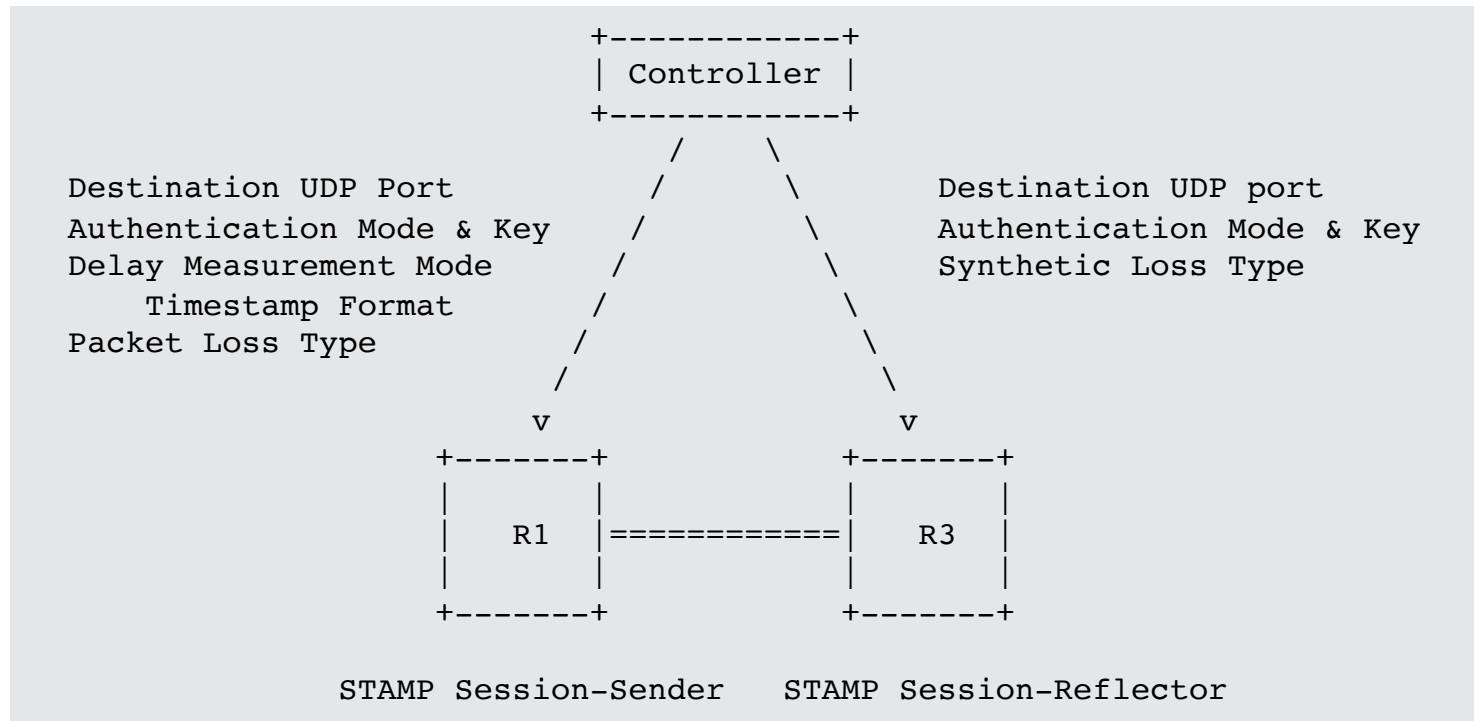 Controller
Destination UDP Port
Authentication Mode & Key
Delay Measurement Mode
Timestamp Format
Packet Loss Type
Destination UDP port
Authentication Mode & Key
Synthetic Loss Type
v
v
R1
R3
STAMP Session-Sender
STAMP Session-Reflector